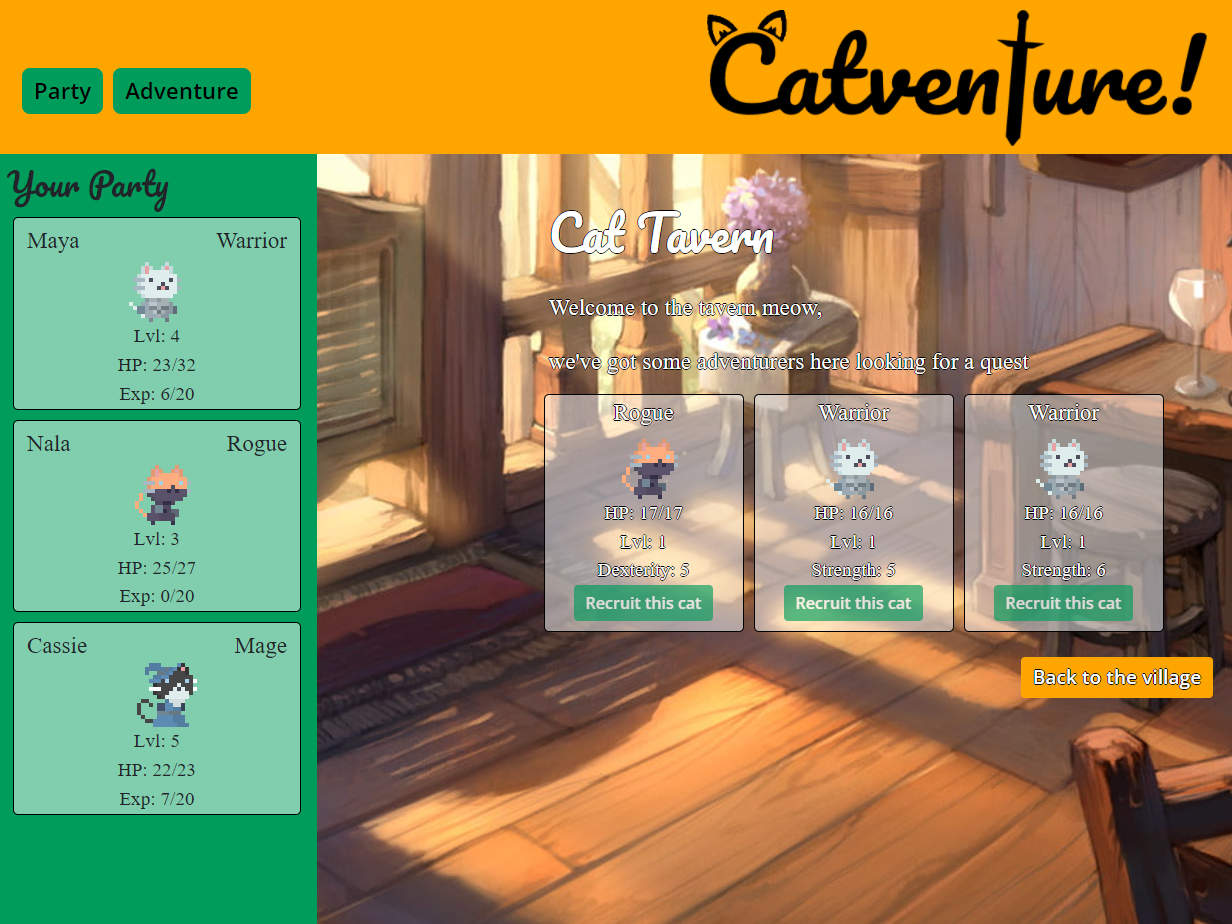 Catventure!
Party
Adventure
Your Party
Maya
Warrior
Lvl: 4
HP: 23/32
Exp: 6/20
Nala
Rogue
Lvl: 3
HP: 25/27
Exp: 0/20
Cassie
Mage
Lvl: 5
HP: 22/23
Exp: 7/20
Cat Tavern
Welcome to the tavern meow,
we've got some adventurers here looking for a quest
Rogue
HP: 17/17
Lvl: 1
Dexterity: 5
Recruit this cat
Warrior
HP: 16/16
Lvl: 1
Strength: 5
Recruit this cat
Warrior
HP: 16/16
Lvl: 1
Strength: 6
Recruit this cat
Back to the village